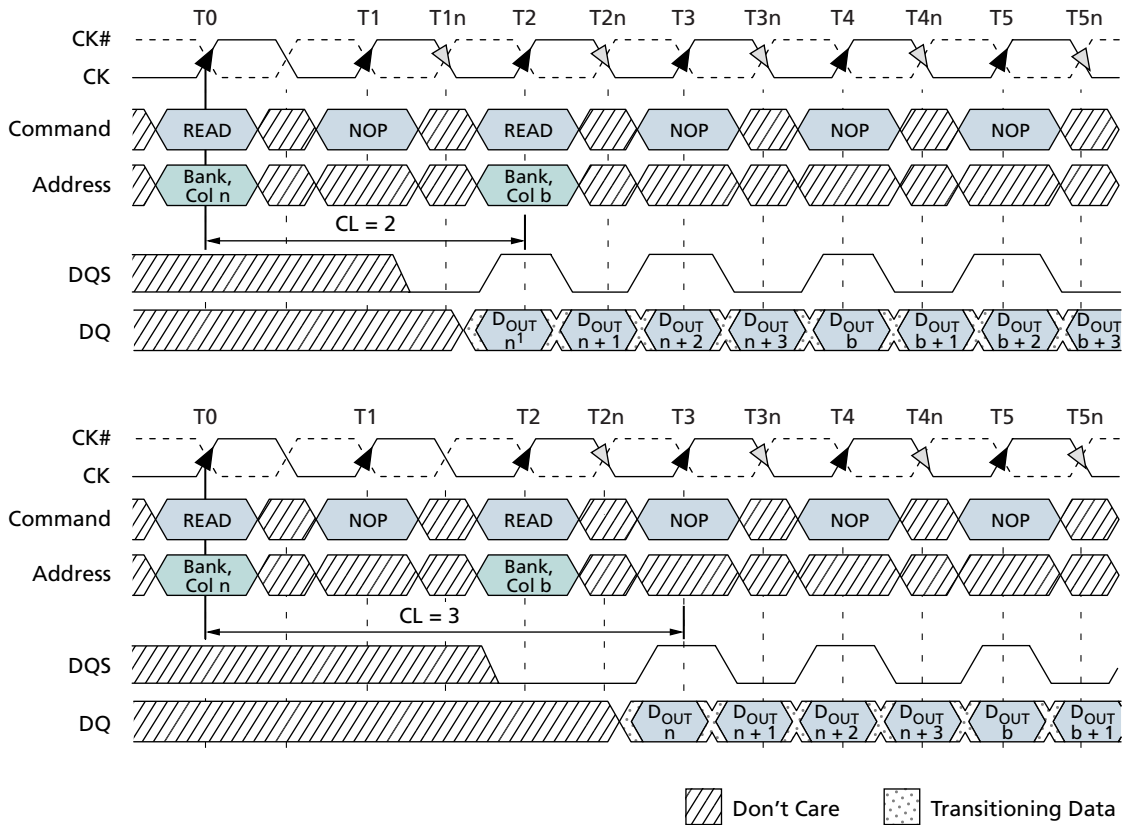 T0 T1 T1n T2 T2n T3 T3n T4 T4n T5 T5n
CK#
CK
Command READ NOP READ NOP NOP NOP
Address Bank, Col n Bank, Col b
CL = 2
DQS
DQ DOUT n1 DOUT n + 1 DOUT n + 2 DOUT n + 3 DOUT b DOUT b + 1 DOUT b + 2 DOUT b + 3
T0 T1 T2 T2n T3 T3n T4 T4n T5 T5n
CK#
CK
Command READ NOP READ NOP NOP NOP
Address Bank, Col n Bank, Col b
CL = 3
DQS
DQ DOUT n DOUT n + 1 DOUT n + 2 DOUT n + 3 DOUT b DOUT b + 1
Don't Care Transitioning Data